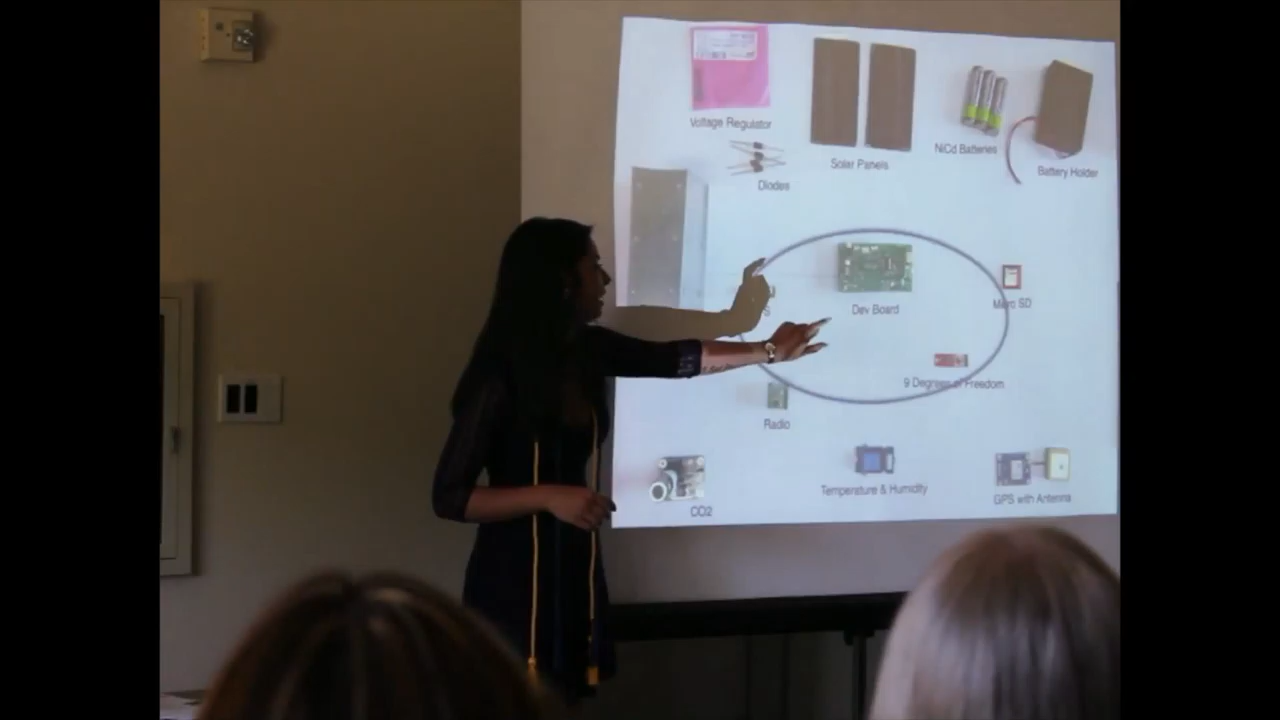 Voltage Regulator
Solar Panels
NiCd Batteries
Battery Holder
Diodes
Dev Board
Micro SD
9 Degrees of Freedom
Radio
CO2
Temperature & Humidity
GPS with Antenna